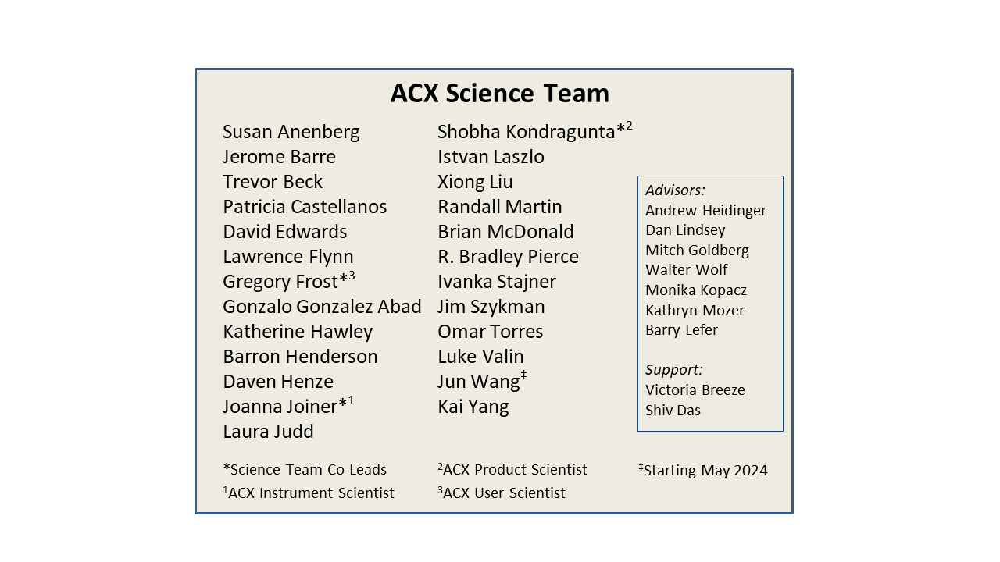 ACX Science Team
Susan Anenberg
Jerome Barre
Trevor Beck
Patricia Castellanos
David Edwards
Lawrence Flynn
Gregory Frost*³
Gonzalo Gonzalez Abad
Katherine Hawley
Barron Henderson
Daven Henze
Joanna Joiner*¹
Laura Judd
Shobha Kondragunta*²
Istvan Laszlo
Xiong Liu
Randall Martin
Brian McDonald
R. Bradley Pierce
Ivanka Stajner
Jim Szykman
Omar Torres
Luke Valin
Jun Wang‡
Kai Yang
Advisors:
Andrew Heidinger
Dan Lindsey
Mitch Goldberg
Walter Wolf
Monika Kopacz
Kathryn Mozer
Barry Lefer
Support:
Victoria Breeze
Shiv Das
*Science Team Co-Leads
¹ACX Instrument Scientist
²ACX Product Scientist
³ACX User Scientist
‡Starting May 2024